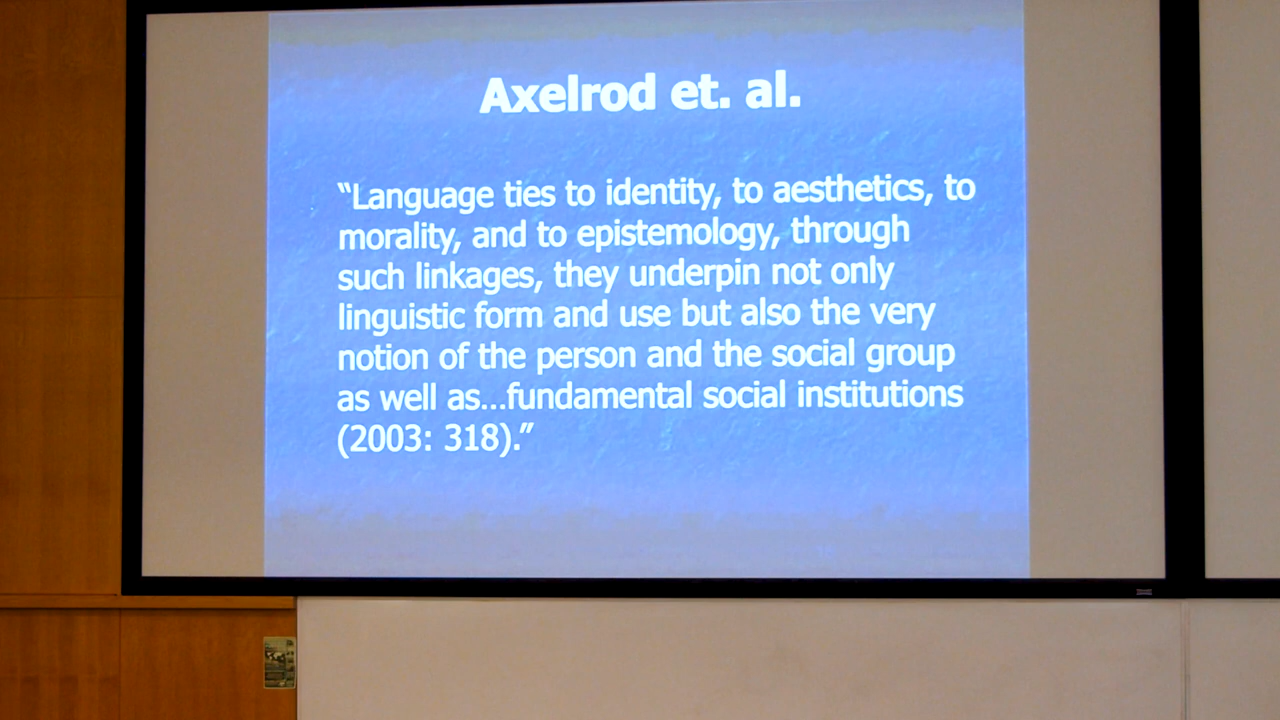 Axelrod et. al.
“Language ties to identity, to aesthetics, to
morality, and to epistemology, through
such linkages, they underpin not only
linguistic form and use but also the very
notion of the person and the social group
as well as…fundamental social institutions
(2003: 318).”